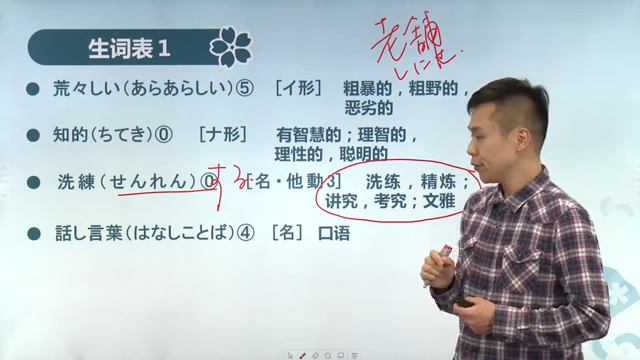 生词表1
老舗
しにせ
荒々しい(あらあらしい)⑤ [イ形] 粗暴的，粗野的，
恶劣的
知的(ちてき)⓪ [ナ形] 有智慧的；理智的，
理性的，聪明的
洗練(せんれん)⓪ する [名・他動3] 洗练，精炼；
讲究，考究；文雅
話し言葉(はなしことば)④ [名] 口语